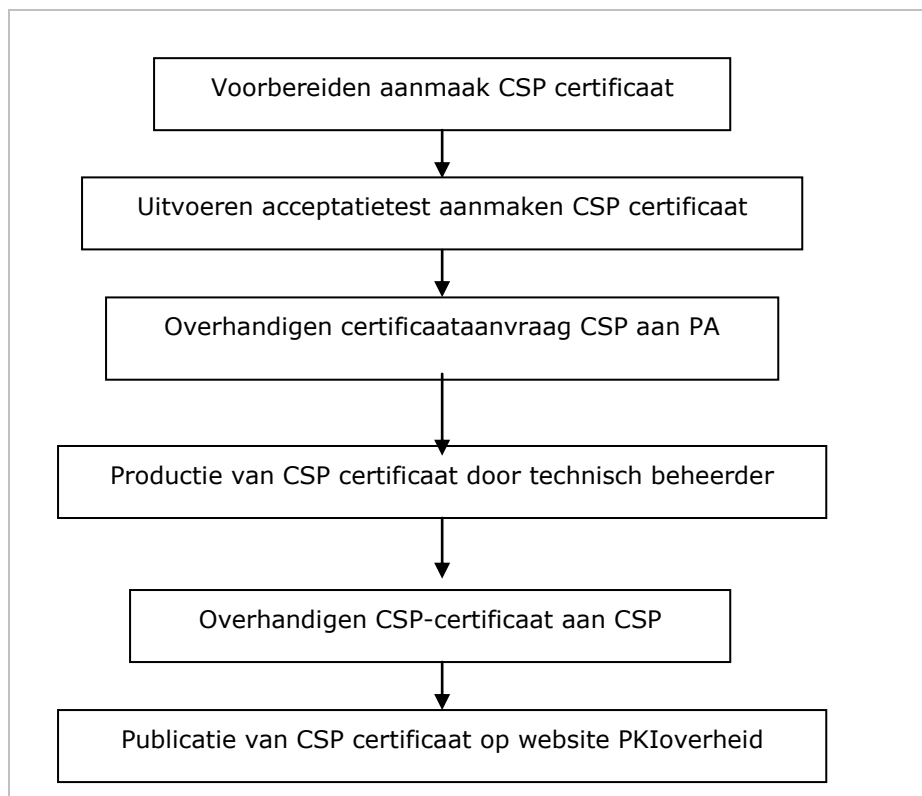 Voorbereiden aanmaak CSP certificaat
Uitvoeren acceptatietest aanmaken CSP certificaat
Overhandigen certificaataanvraag CSP aan PA
Productie van CSP certificaat door technisch beheerder
Overhandigen CSP-certificaat aan CSP
Publicatie van CSP certificaat op website PKIoverheid